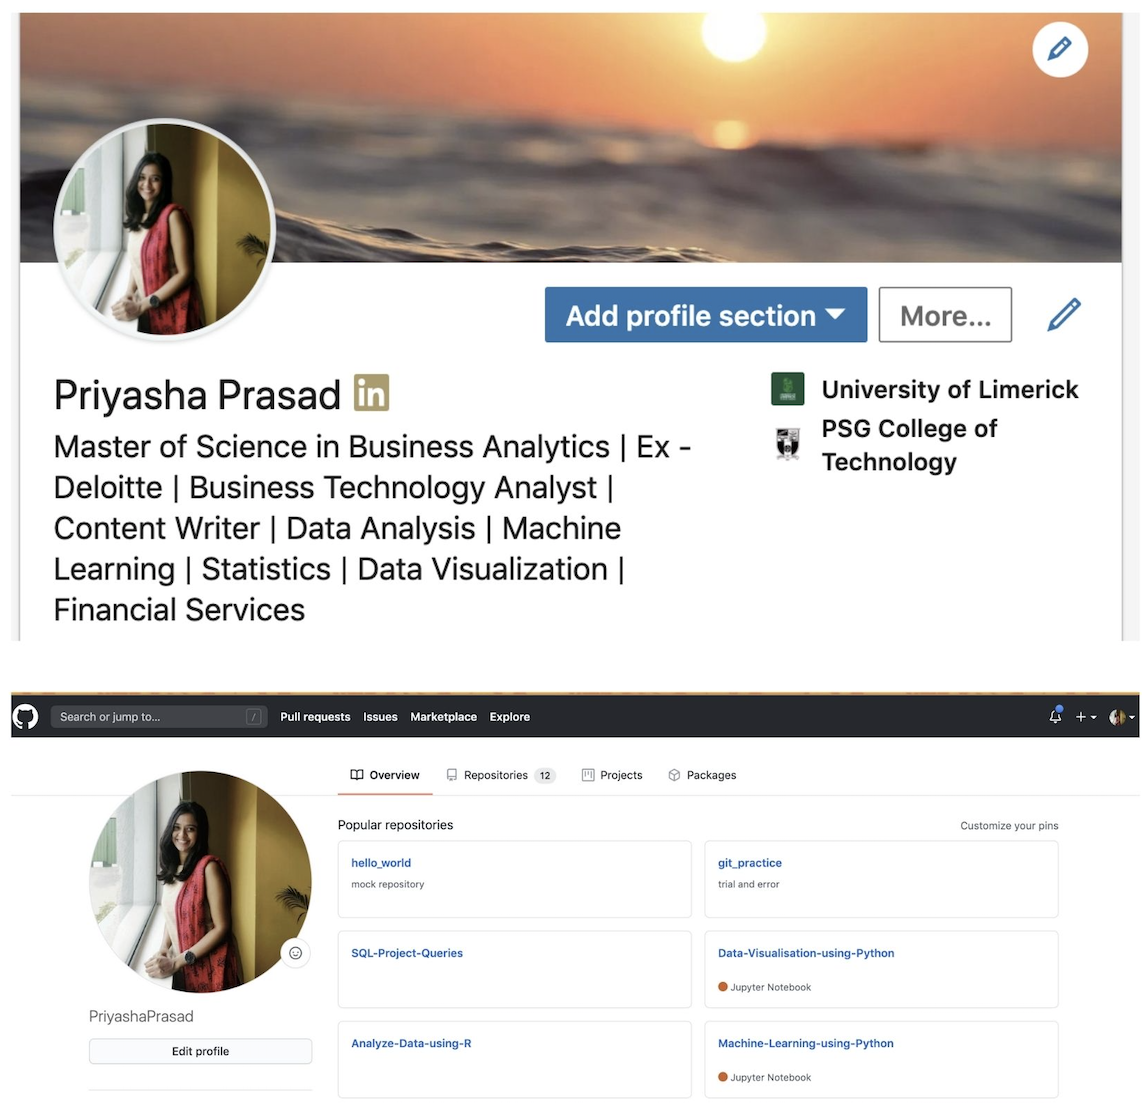 Add profile section
More...
Priyasha Prasad in
Master of Science in Business Analytics | Ex -
Deloitte | Business Technology Analyst |
Content Writer | Data Analysis | Machine
Learning | Statistics | Data Visualization |
Financial Services
University of Limerick
PSG College of
Technology
Search or jump to... /
Pull requests Issues Marketplace Explore
Overview Repositories 12 Projects Packages
Popular repositories
Customize your pins
hello_world
mock repository
git_practice
trial and error
SQL-Project-Queries
Data-Visualisation-using-Python
Jupyter Notebook
Analyze-Data-using-R
Machine-Learning-using-Python
Jupyter Notebook
PriyashaPrasad
Edit profile